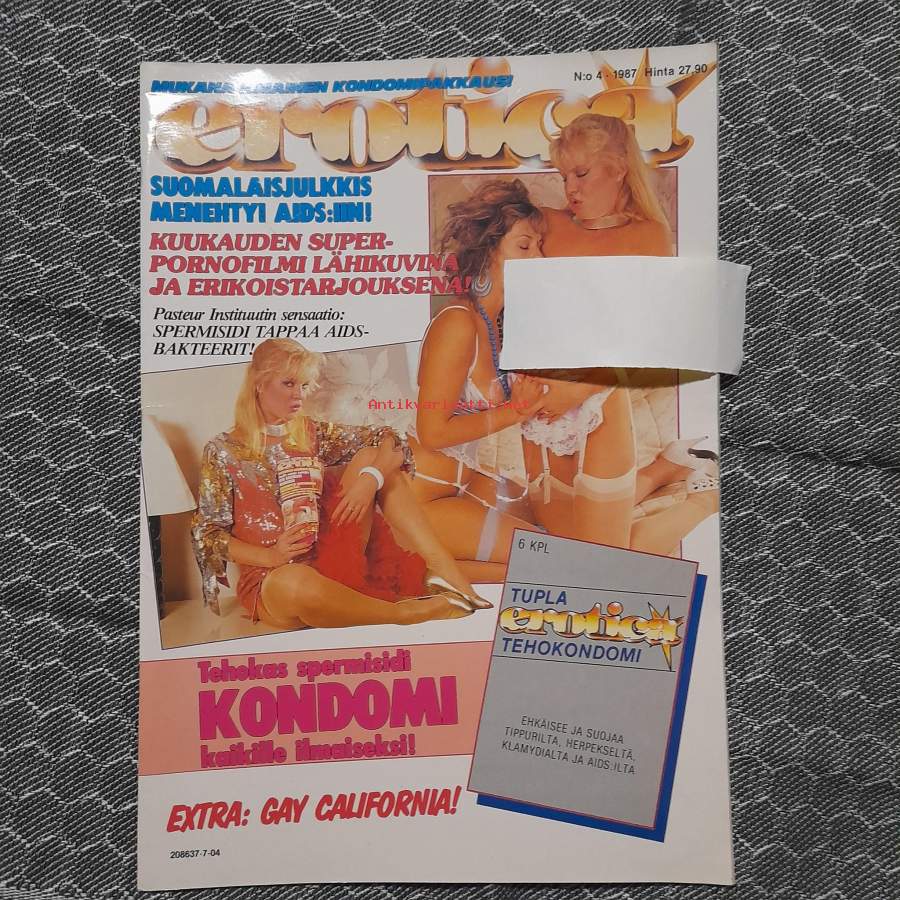 MUKANA ILMAINEN KONDOMIPAKKAUS!
N:o 4 - 1987 Hinta 27,90
erotica
SUOMALAISJULKKIS
MENEHTYI AIDS:IIN!
KUUKAUDEN SUPER-
PORNOFILMI LÄHIKUVINA
JA ERIKOISTARJOUKSENA!
Pasteur Instituutin sensaatio:
SPERMISIDI TAPPAA AIDS-
BAKTEERIT!
Antikvariaatti.net
6 KPL
TUPLA
erotica
TEHOKONDOMI
EHKÄISEE JA SUOJAA
TIPPURILTA, HERPEKSELTÄ,
KLAMYDIALTA JA AIDS:ILTA
Tehokas spermisidi
KONDOMI
kaikille ilmaiseksi!
EXTRA: GAY CALIFORNIA!
208637-7-04